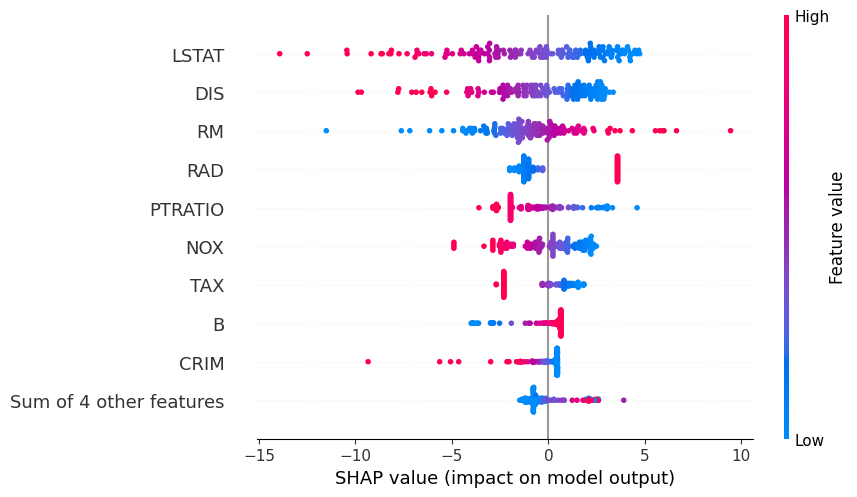 High
LSTAT
DIS
RM
RAD
PTRATIO
NOX
TAX
B
CRIM
Sum of 4 other features
Feature value
Low
−15 −10 −5 0 5 10
SHAP value (impact on model output)